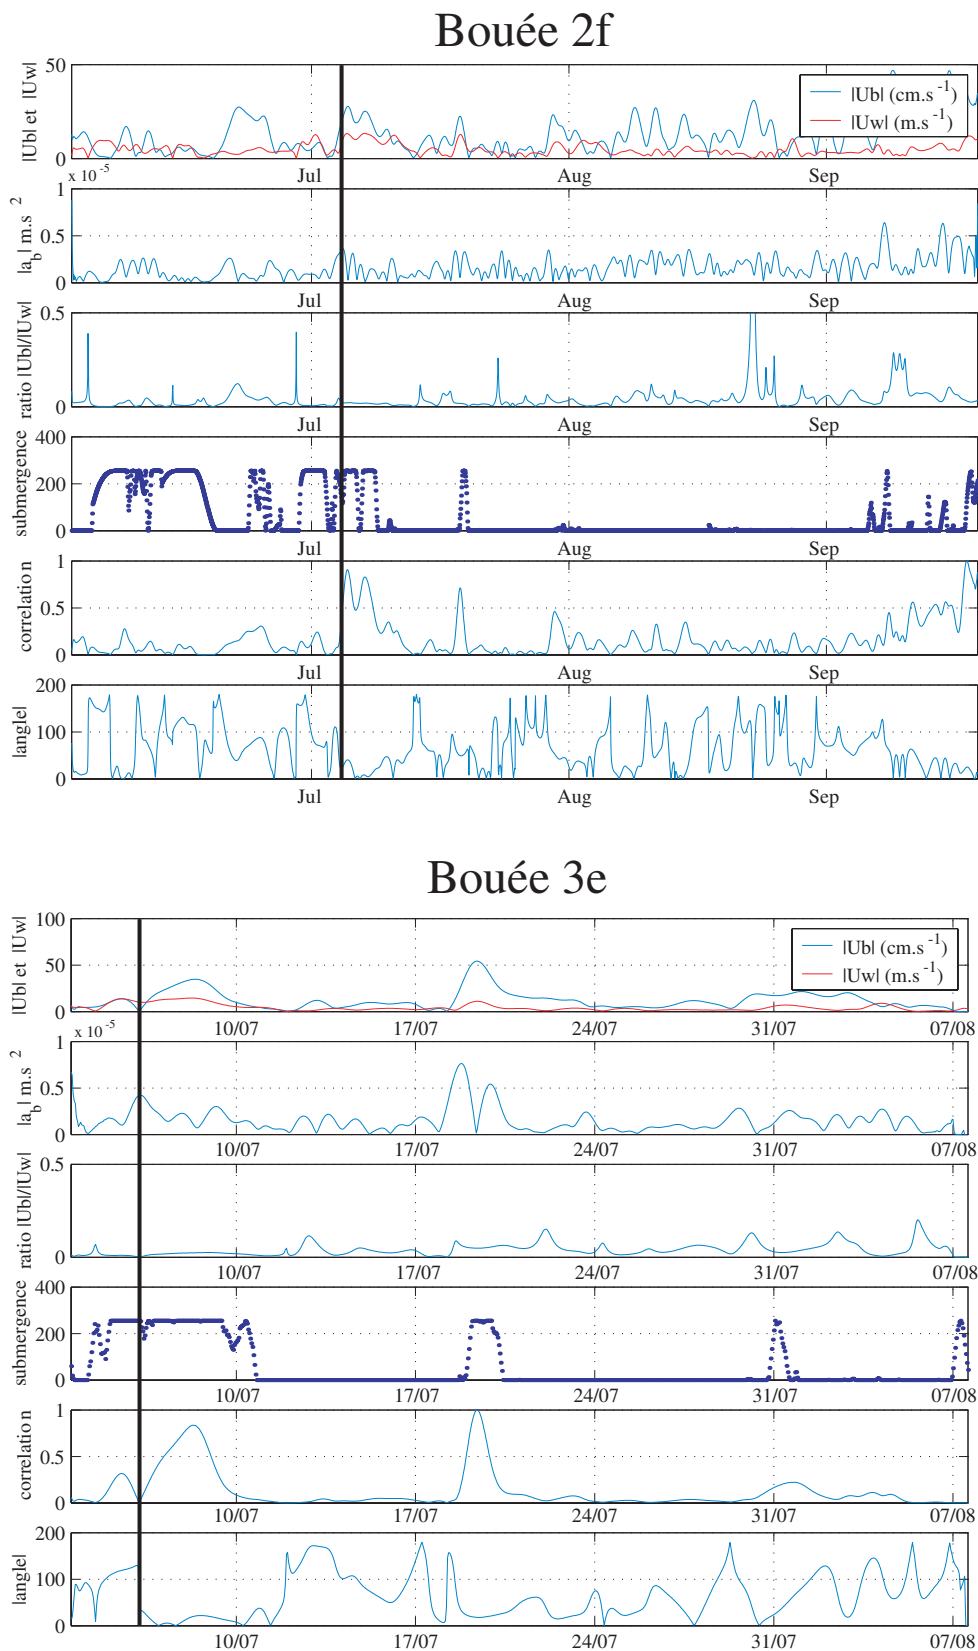 Bouée 2f
|Ub| et |Uw|
50
0
|Ub| (cm.s⁻¹)
|Uw| (m.s⁻¹)
Jul Aug Sep
x 10⁻⁵
|a_b| m.s²
1
0.5
0
Jul Aug Sep
ratio |Ub|/|Uw|
0.5
0
Jul Aug Sep
submergence
400
200
0
Jul Aug Sep
correlation
1
0.5
0
Jul Aug Sep
|angle|
200
100
0
Jul Aug Sep
Bouée 3e
|Ub| et |Uw|
100
50
0
|Ub| (cm.s⁻¹)
|Uw| (m.s⁻¹)
10/07 17/07 24/07 31/07 07/08
x 10⁻⁵
|a_b| m.s²
1
0.5
0
10/07 17/07 24/07 31/07 07/08
ratio |Ub|/|Uw|
0.5
0
10/07 17/07 24/07 31/07 07/08
submergence
400
200
0
10/07 17/07 24/07 31/07 07/08
correlation
1
0.5
0
10/07 17/07 24/07 31/07 07/08
|angle|
200
100
0
10/07 17/07 24/07 31/07 07/08